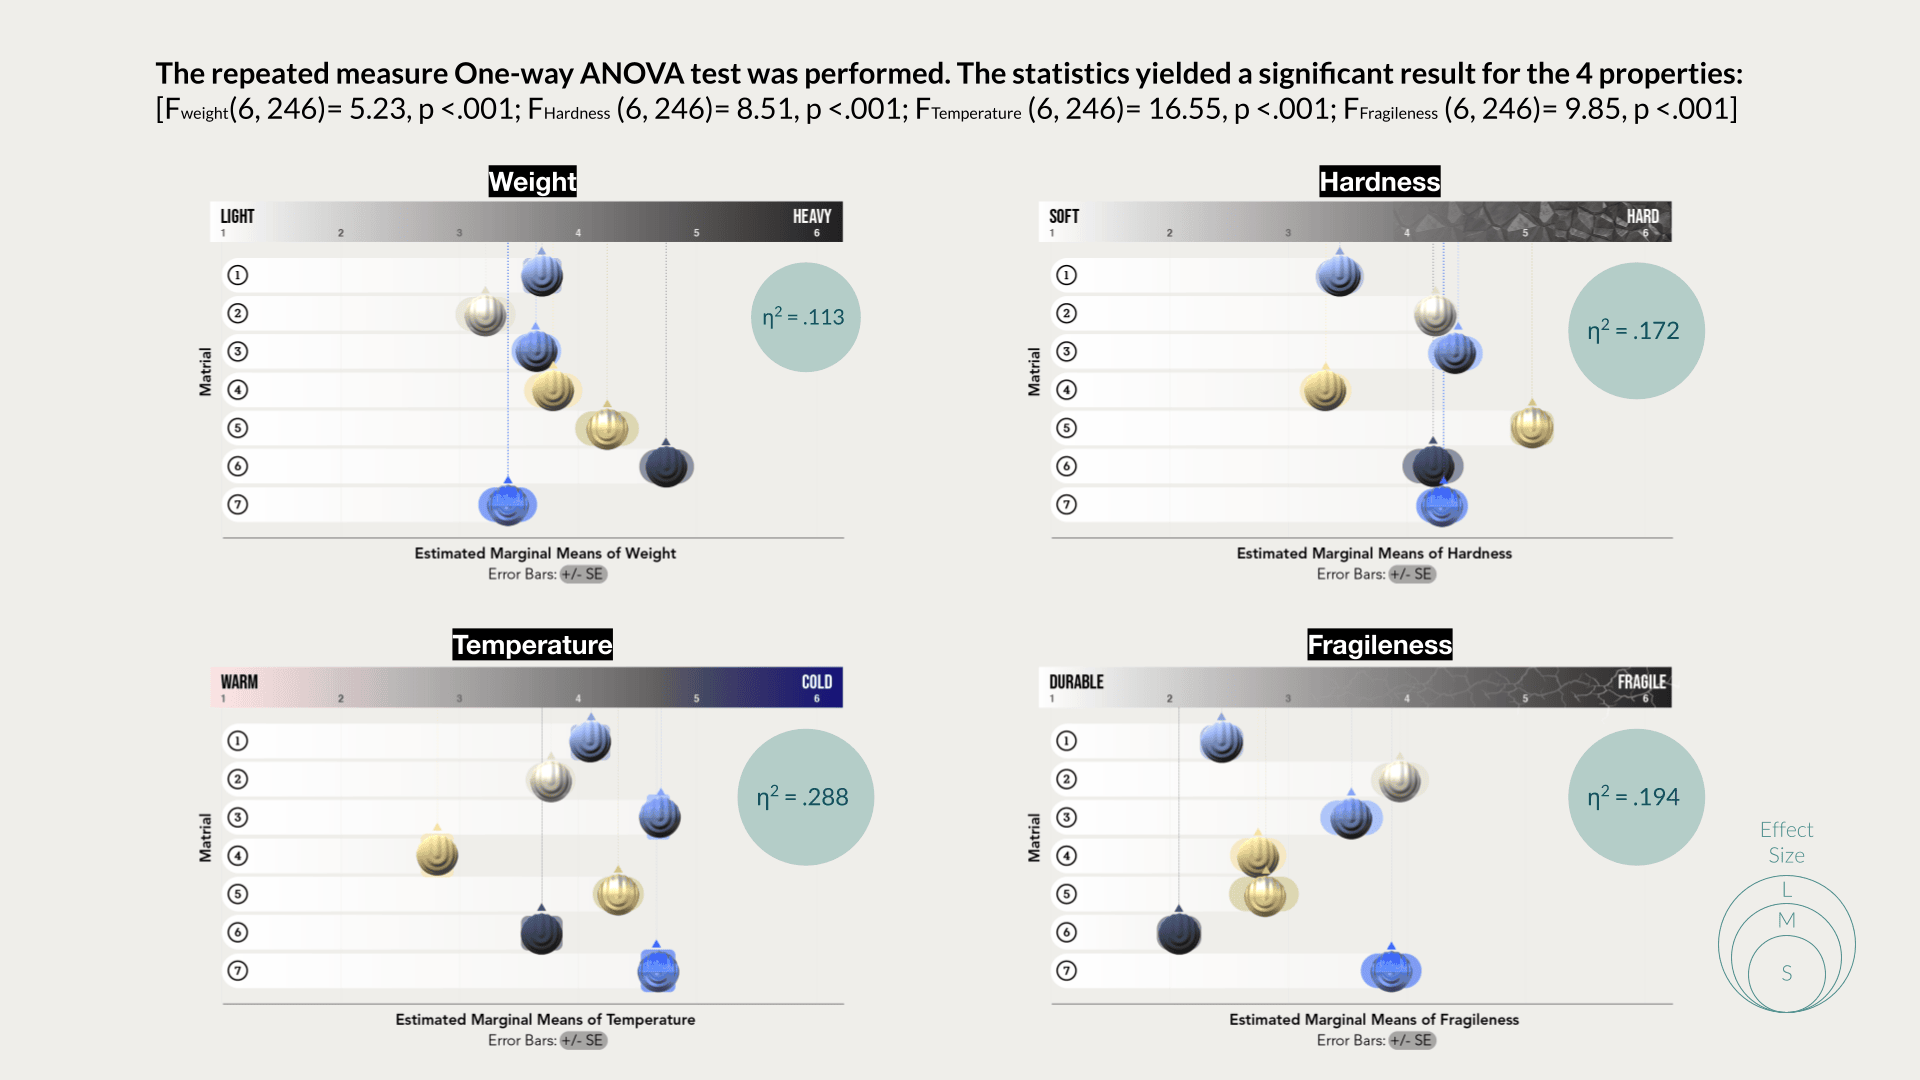 The repeated measure One-way ANOVA test was performed. The statistics yielded a significant result for the 4 properties:
[Fweight(6, 246)= 5.23, p <.001; FHardness (6, 246)= 8.51, p <.001; FTemperature (6, 246)= 16.55, p <.001; FFragileness (6, 246)= 9.85, p <.001]
Weight
LIGHT HEAVY
1 2 3 4 5 6
Matrial
1
2
3
4
5
6
7
η² = .113
Estimated Marginal Means of Weight
Error Bars: +/- SE
Hardness
SOFT HARD
1 2 3 4 5 6
Matrial
1
2
3
4
5
6
7
η² = .172
Estimated Marginal Means of Hardness
Error Bars: +/- SE
Temperature
WARM COLD
1 2 3 4 5 6
Matrial
1
2
3
4
5
6
7
η² = .288
Estimated Marginal Means of Temperature
Error Bars: +/- SE
Fragileness
DURABLE FRAGILE
1 2 3 4 5 6
Matrial
1
2
3
4
5
6
7
η² = .194
Estimated Marginal Means of Fragileness
Error Bars: +/- SE
Effect
Size
L
M
S